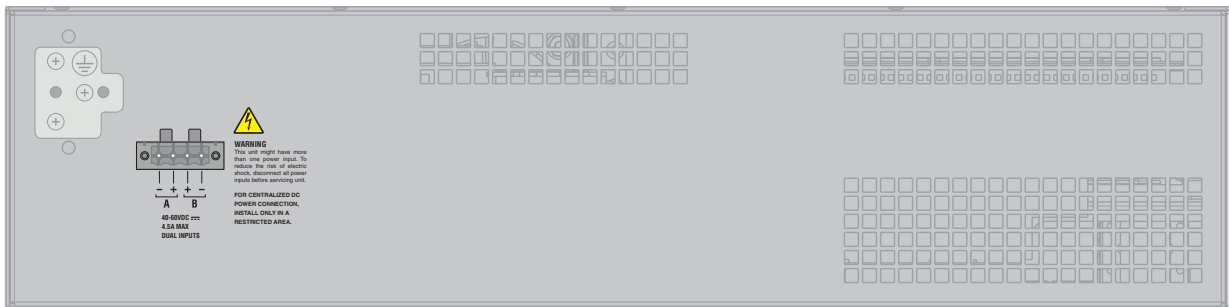 WARNING
This unit might have more
than one power input. To
reduce the risk of electric
shock, disconnect all power
inputs before servicing unit.
FOR CENTRALIZED DC
POWER CONNECTION,
INSTALL ONLY IN A
RESTRICTED AREA.
– + + –
A B
40-60VDC ⎓
4.5A MAX
DUAL INPUTS